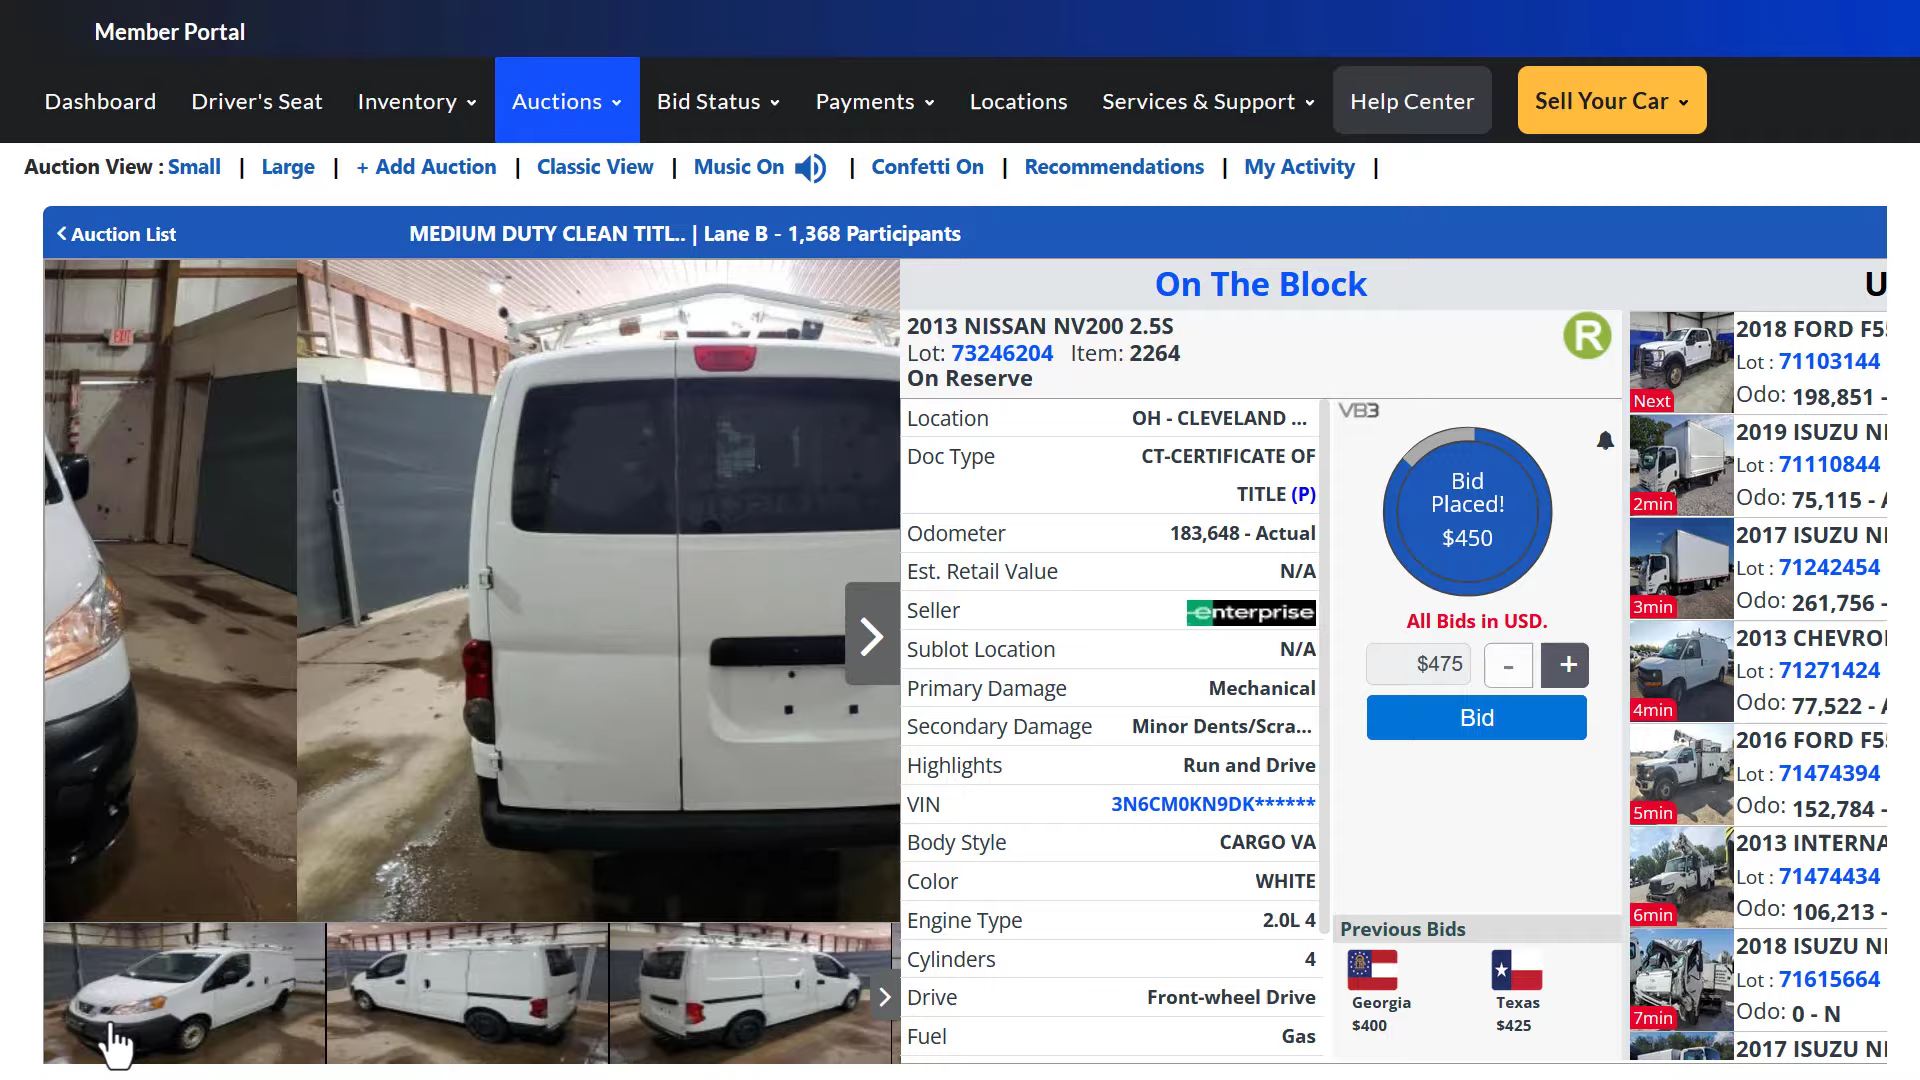 Member Portal
Dashboard
Driver's Seat
Inventory
Auctions
Bid Status
Payments
Locations
Services & Support
Help Center
Sell Your Car
Auction View : Small | Large | + Add Auction | Classic View | Music On | Confetti On | Recommendations | My Activity |
Auction List
MEDIUM DUTY CLEAN TITL.. | Lane B - 1,368 Participants
EXIT
On The Block
2013 NISSAN NV200 2.5S
Lot: 73246204 Item: 2264
On Reserve
R
Location OH - CLEVELAND ...
Doc Type CT-CERTIFICATE OF
TITLE (P)
Odometer 183,648 - Actual
Est. Retail Value N/A
Seller enterprise
Sublot Location N/A
Primary Damage Mechanical
Secondary Damage Minor Dents/Scra...
Highlights Run and Drive
VIN 3N6CM0KN9DK******
Body Style CARGO VA
Color WHITE
Engine Type 2.0L 4
Cylinders 4
Drive Front-wheel Drive
Fuel Gas
VB3
Bid
Placed!
$450
All Bids in USD.
$475 - +
Bid
Previous Bids
Georgia
$400
Texas
$425
U
2018 FORD F5
Lot : 71103144
Odo: 198,851 -
Next
2019 ISUZU N
Lot : 71110844
Odo: 75,115 -
2min
2017 ISUZU N
Lot : 71242454
Odo: 261,756 -
3min
2013 CHEVRO
Lot : 71271424
Odo: 77,522 -
4min
2016 FORD F5
Lot : 71474394
Odo: 152,784 -
5min
2013 INTERNA
Lot : 71474434
Odo: 106,213 -
6min
2018 ISUZU N
Lot : 71615664
Odo: 0 - N
7min
2017 ISUZU N